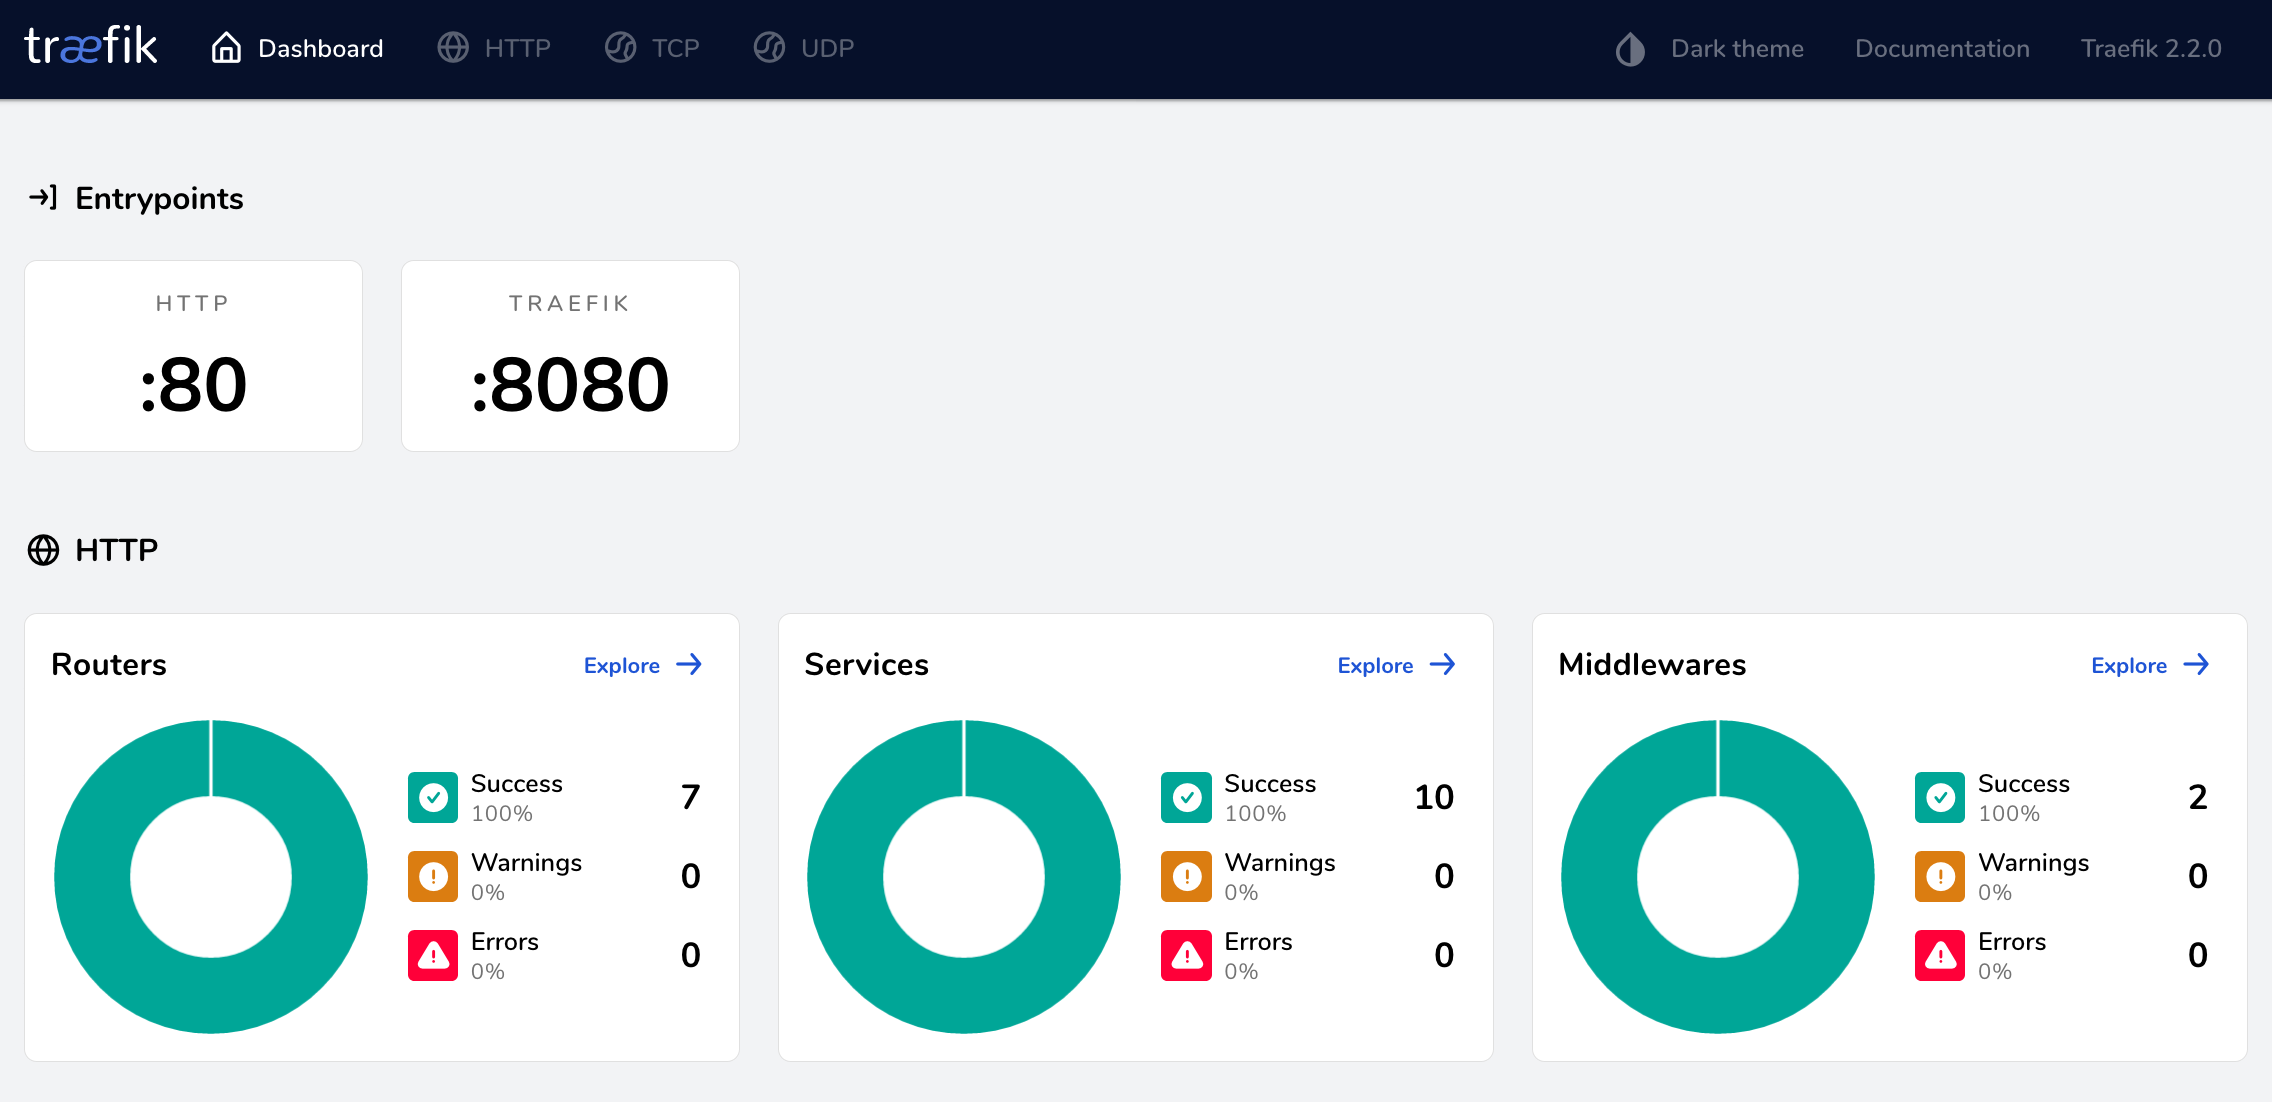 træfik Dashboard HTTP TCP UDP Dark theme Documentation Traefik 2.2.0
Entrypoints
HTTP
:80
TRAEFIK
:8080
HTTP
Routers Explore
Success 7
100%
Warnings 0
0%
Errors 0
0%
Services Explore
Success 10
100%
Warnings 0
0%
Errors 0
0%
Middlewares Explore
Success 2
100%
Warnings 0
0%
Errors 0
0%